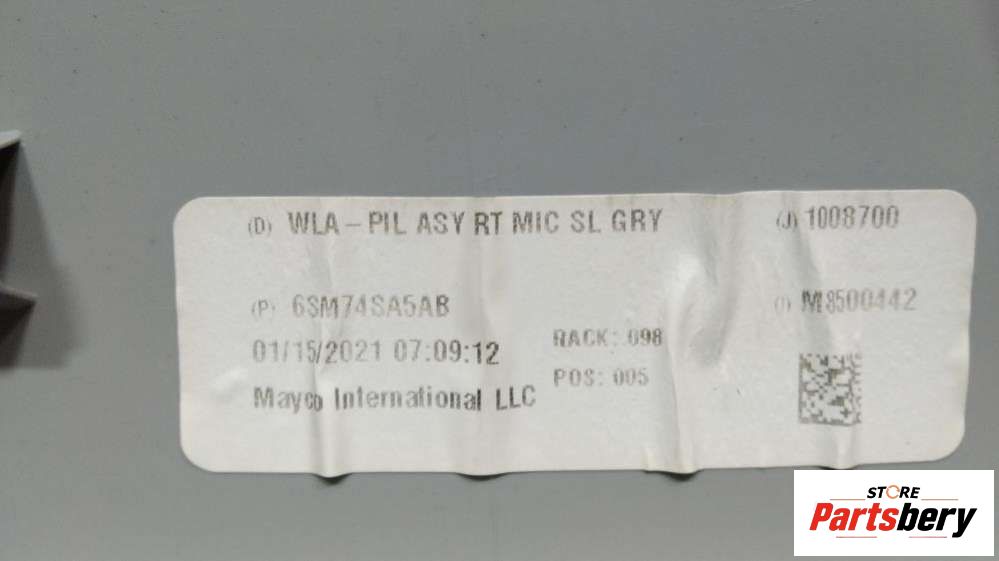 (D) WLA - PIL ASY RT MIC SL GRY (J) 1008700
(P) 6SM74SA5AB (I) M8500442
01/15/2021 07:09:12 RACK: 098
Mayco International LLC POS: 005
STORE
Partsbery